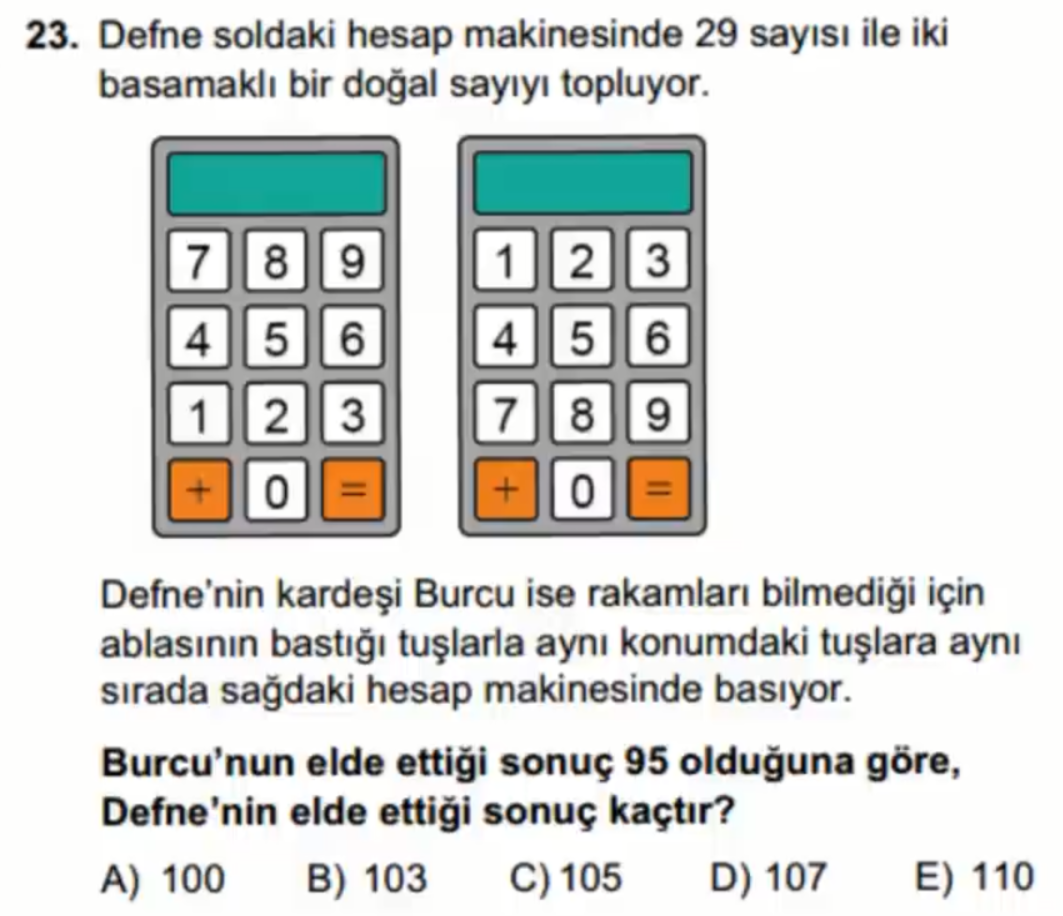 23. Defne soldaki hesap makinesinde 29 sayısı ile iki
basamaklı bir doğal sayıyı topluyor.
7 8 9
4 5 6
1 2 3
+ 0 =
1 2 3
4 5 6
7 8 9
+ 0 =
Defne'nin kardeşi Burcu ise rakamları bilmediği için
ablasının bastığı tuşlarla aynı konumdaki tuşlara aynı
sırada sağdaki hesap makinesinde basıyor.
Burcu'nun elde ettiği sonuç 95 olduğuna göre,
Defne'nin elde ettiği sonuç kaçtır?
A) 100 B) 103 C) 105 D) 107 E) 110